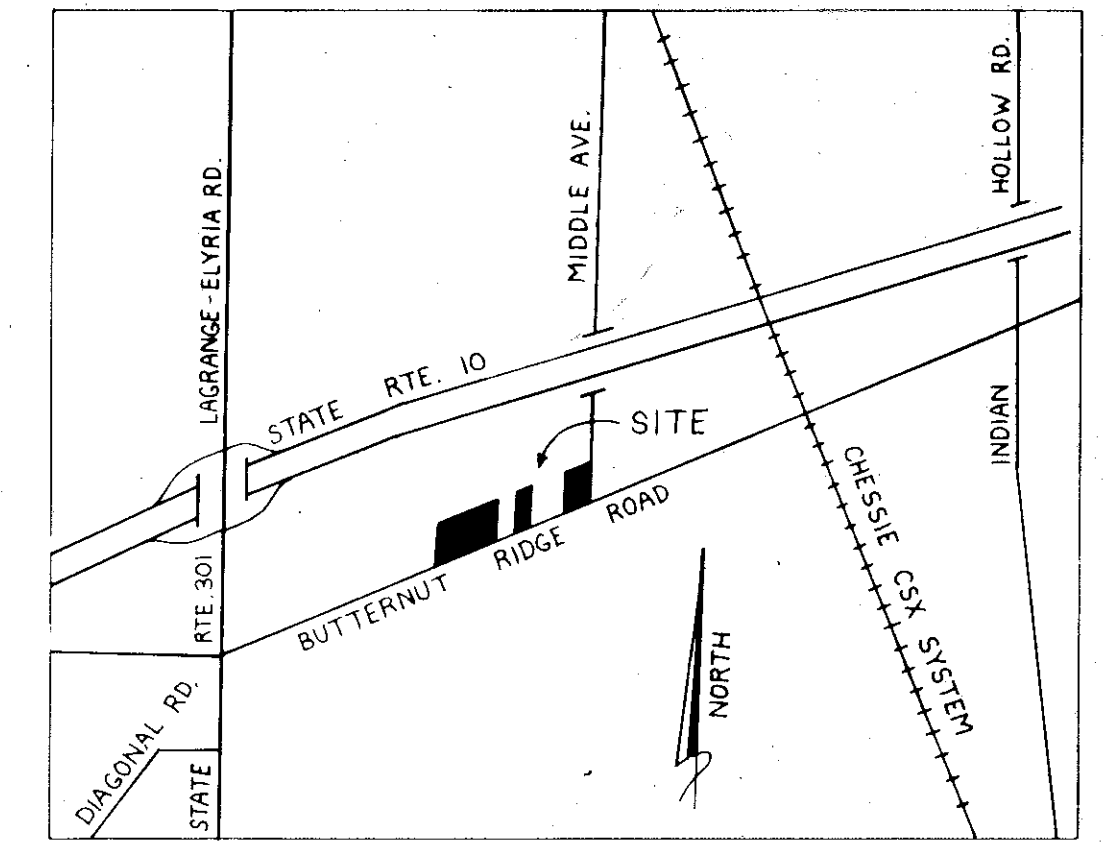 LAGRANGE-ELYRIA RD.
MIDDLE AVE.
HOLLOW RD.
STATE RTE. 10
SITE
INDIAN
BUTTERNUT RIDGE ROAD
CHESSIE CSX SYSTEM
STATE RTE. 301
NORTH
DIAGONAL RD.